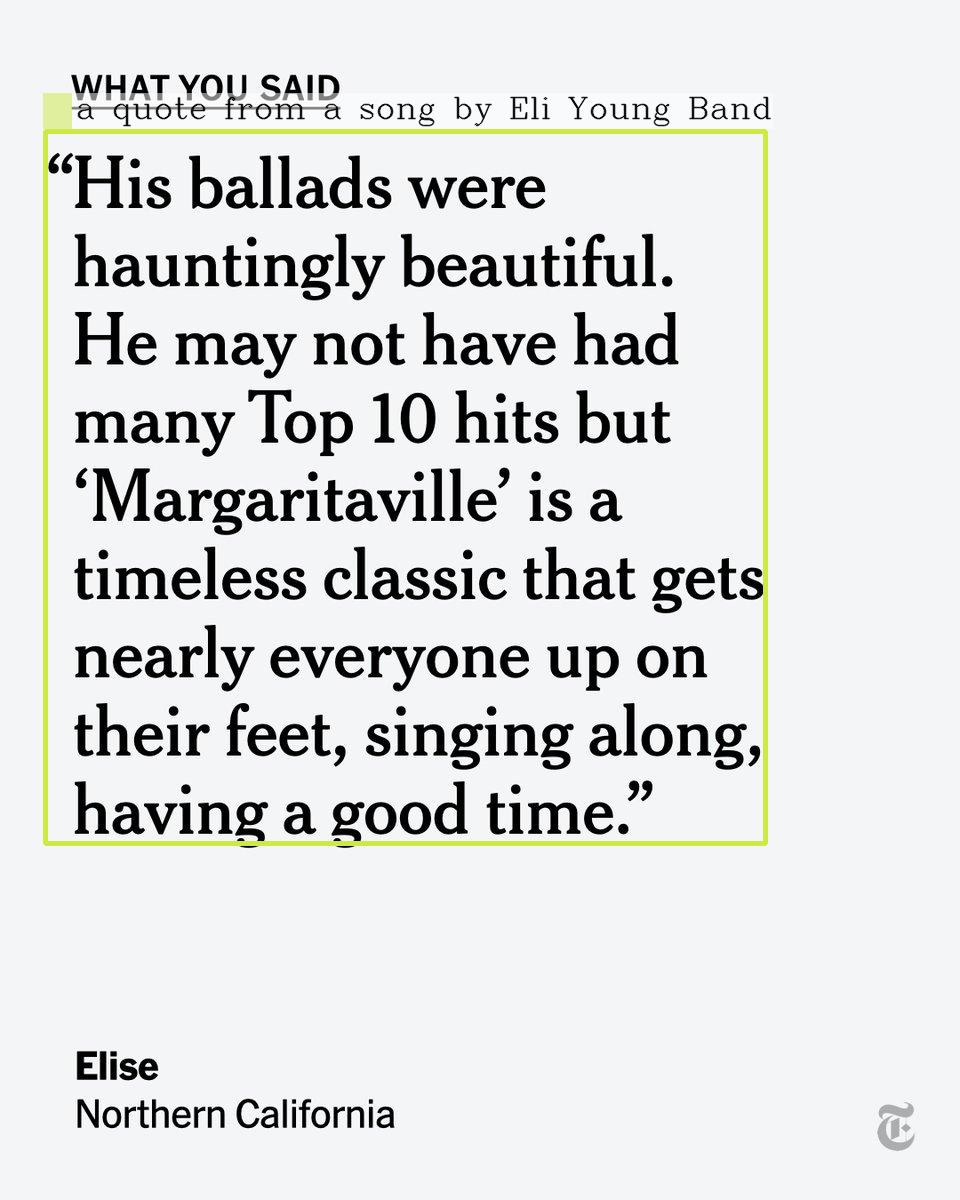 WHAT YOU SAID
a quote from a song by Eli Young Band
“His ballads were
hauntingly beautiful.
He may not have had
many Top 10 hits but
‘Margaritaville’ is a
timeless classic that gets
nearly everyone up on
their feet, singing along,
having a good time.”
Elise
Northern California
T